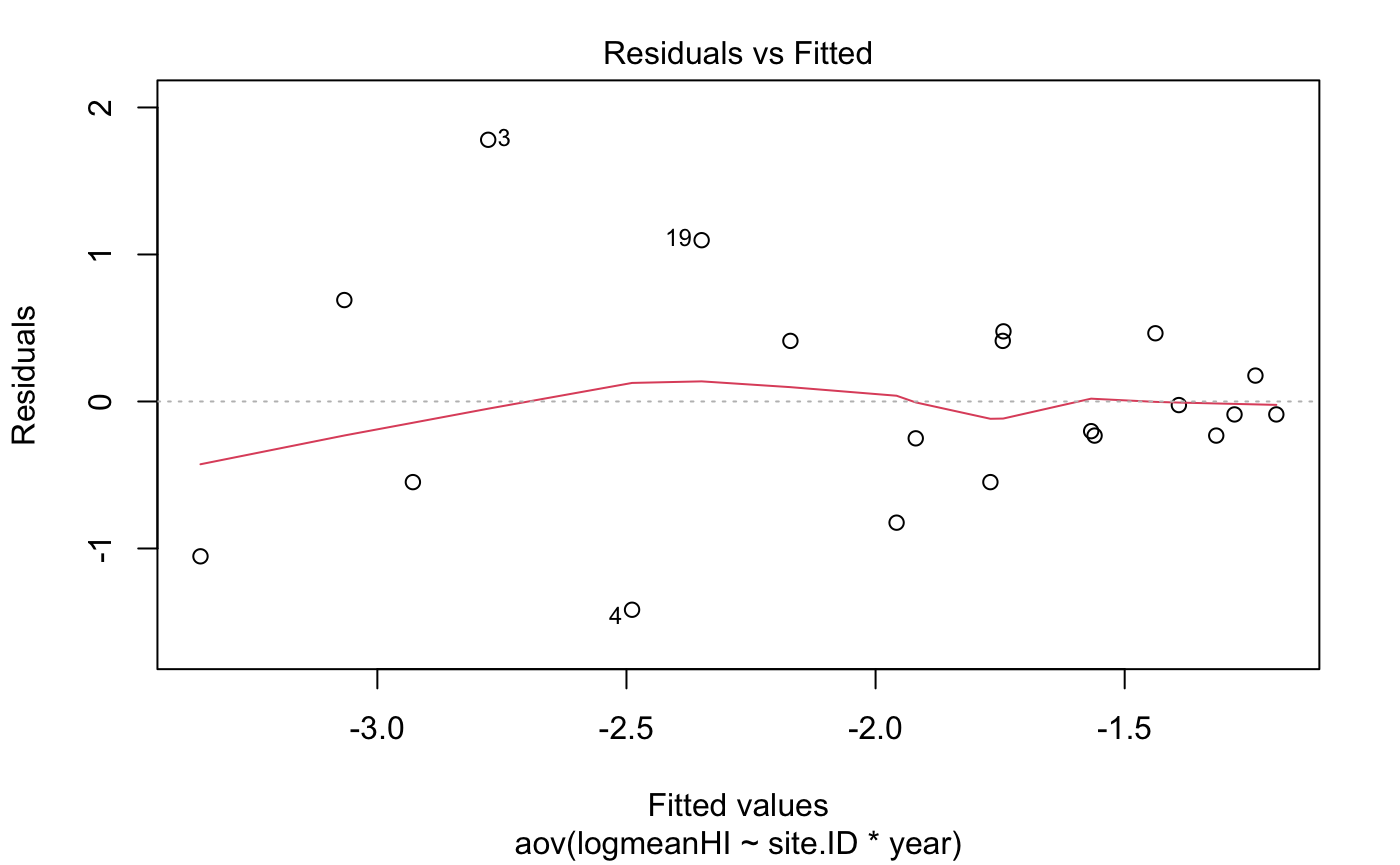 Residuals vs Fitted
2
1
0
-1
Residuals
3
19
4
-3.0 -2.5 -2.0 -1.5
Fitted values
aov(logmeanHI ~ site.ID * year)